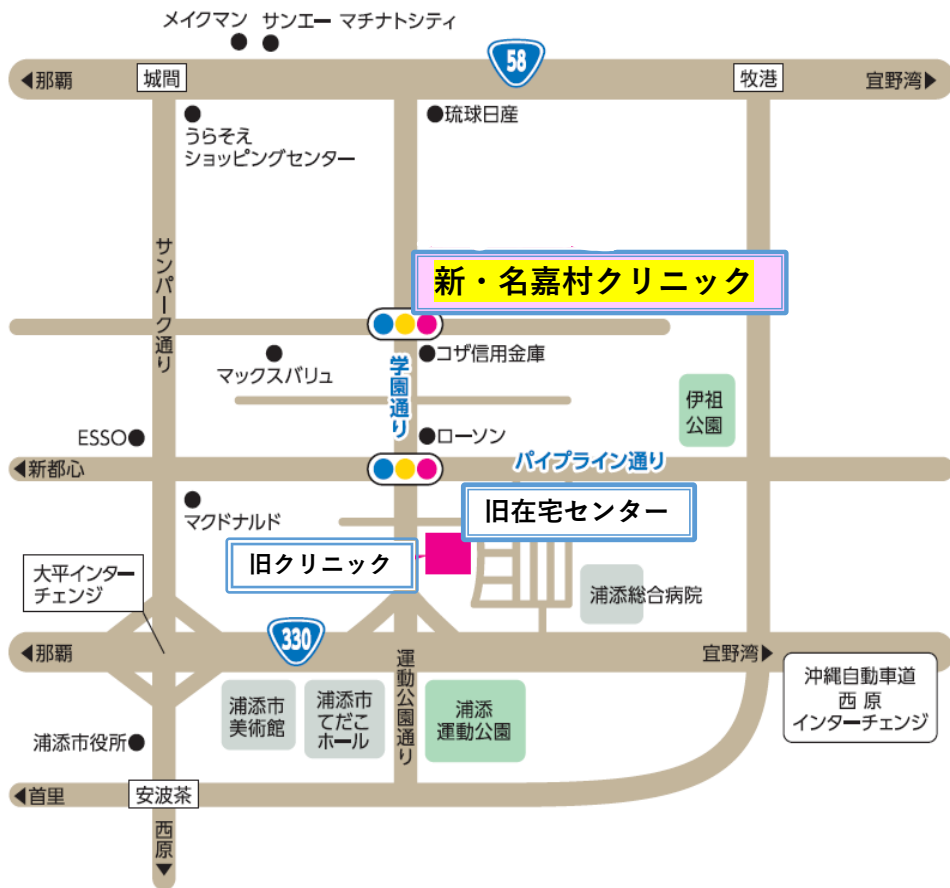 メイクマン
サンエー マチナトシティ
58
◀那覇
城間
牧港
宜野湾▶
うらそえ
ショッピングセンター
琉球日産
サンパーク通り
新・名嘉村クリニック
マックスバリュ
学園通り
コザ信用金庫
伊祖
公園
ESSO
ローソン
◀新都心
パイプライン通り
マクドナルド
旧在宅センター
旧クリニック
大平インター
チェンジ
浦添総合病院
330
◀那覇
運動公園通り
宜野湾▶
沖縄自動車道
西 原
インターチェンジ
浦添市
美術館
浦添市
てだこ
ホール
浦添
運動公園
浦添市役所
◀首里
安波茶
西原▼